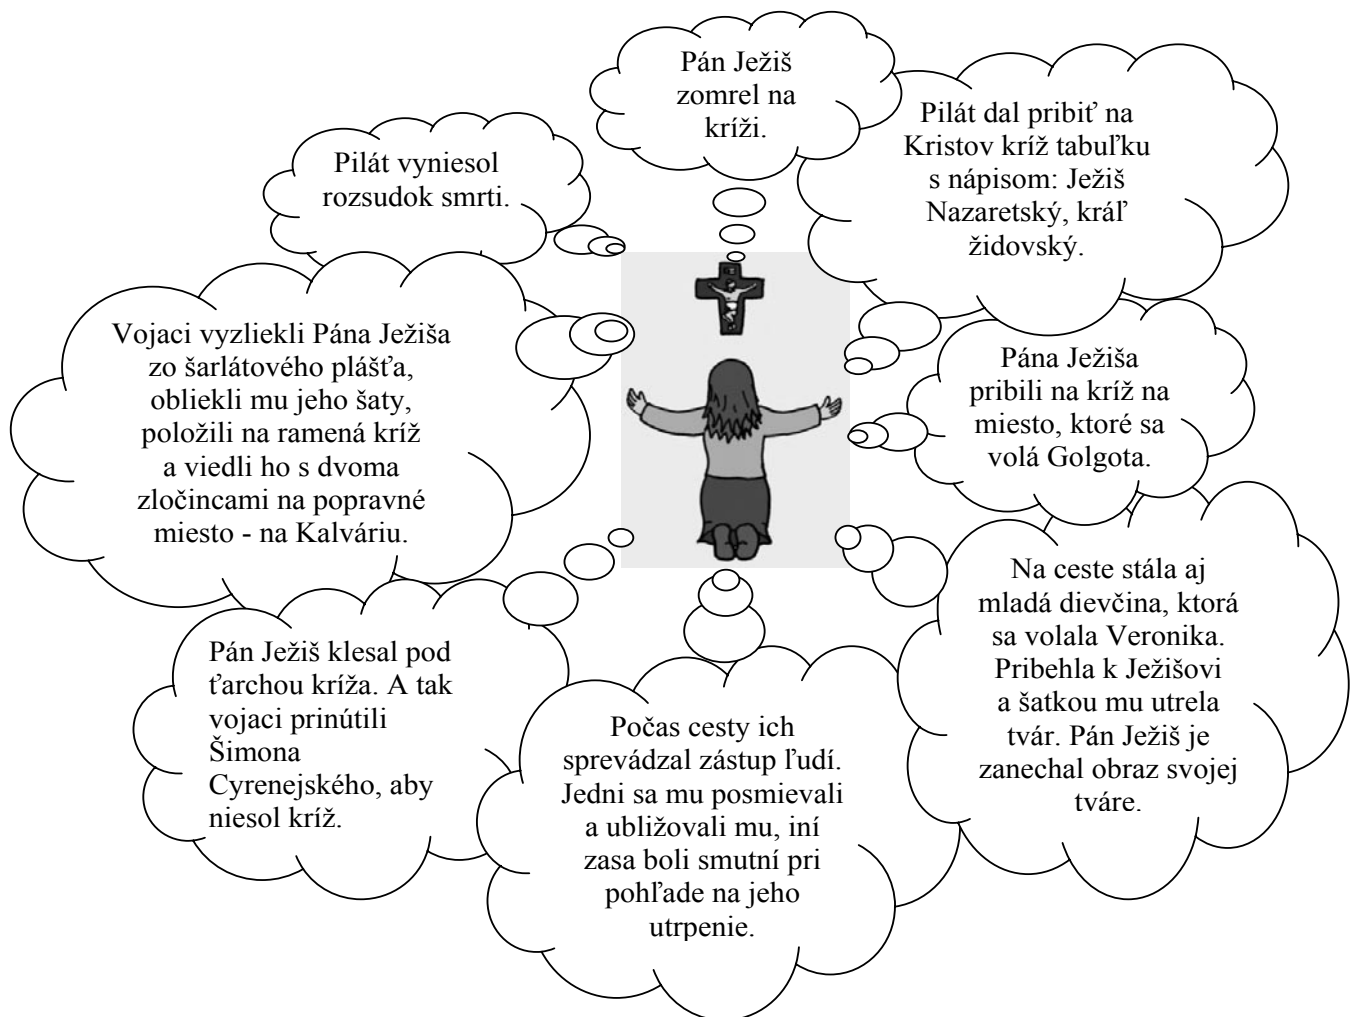 Pán Ježiš
zomrel na
kríži.
Pilát dal pribiť na
Kristov kríž tabuľku
s nápisom: Ježiš
Nazaretský, kráľ
židovský.
Pilát vyniesol
rozsudok smrti.
Vojaci vyzliekli Pána Ježiša
zo šarlátového plášťa,
obliekli mu jeho šaty,
položili na ramená kríž
a viedli ho s dvoma
zločincami na popravné
miesto - na Kalváriu.
Pána Ježiša
pribili na kríž na
miesto, ktoré sa
volá Golgota.
Na ceste stála aj
mladá dievčina, ktorá
sa volala Veronika.
Pribehla k Ježišovi
a šatkou mu utrela
tvár. Pán Ježiš je
zanechal obraz svojej
tváre.
Pán Ježiš klesal pod
ťarchou kríža. A tak
vojaci prinútili
Šimona
Cyrenejského, aby
niesol kríž.
Počas cesty ich
sprevádzal zástup ľudí.
Jedni sa mu posmievali
a ubližovali mu, iní
zasa boli smutní pri
pohľade na jeho
utrpenie.